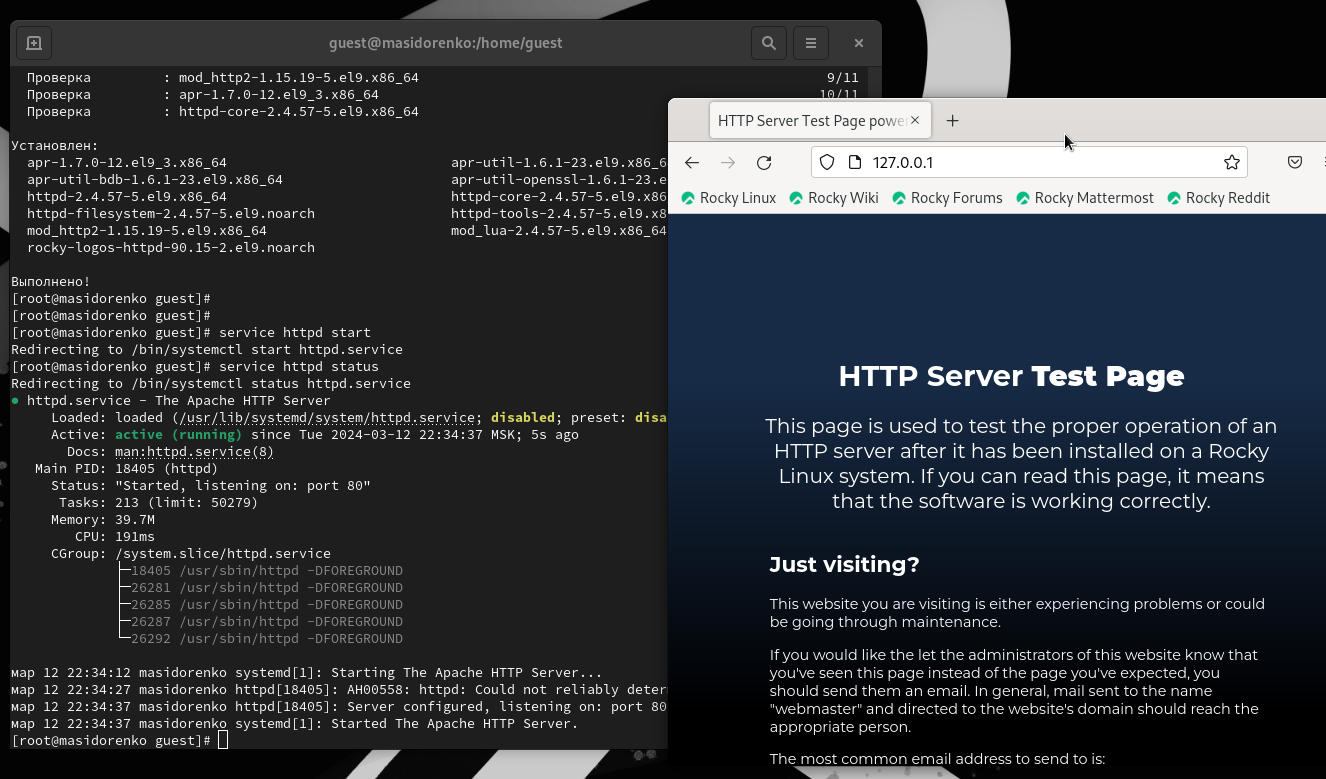 guest@masidorenko:/home/guest
Проверка : mod_http2-1.15.19-5.el9.x86_64 9/11
Проверка : apr-1.7.0-12.el9_3.x86_64 10/11
Проверка : httpd-core-2.4.57-5.el9.x86_64
Установлен:
apr-1.7.0-12.el9_3.x86_64 apr-util-1.6.1-23.el9.x86_6
apr-util-bdb-1.6.1-23.el9.x86_64 apr-util-openssl-1.6.1-23.e
httpd-2.4.57-5.el9.x86_64 httpd-core-2.4.57-5.el9.x86
httpd-filesystem-2.4.57-5.el9.noarch httpd-tools-2.4.57-5.el9.x8
mod_http2-1.15.19-5.el9.x86_64 mod_lua-2.4.57-5.el9.x86_64
rocky-logos-httpd-90.15-2.el9.noarch
Выполнено!
[root@masidorenko guest]#
[root@masidorenko guest]#
[root@masidorenko guest]# service httpd start
Redirecting to /bin/systemctl start httpd.service
[root@masidorenko guest]# service httpd status
Redirecting to /bin/systemctl status httpd.service
● httpd.service - The Apache HTTP Server
Loaded: loaded (/usr/lib/systemd/system/httpd.service; disabled; preset: disa
Active: active (running) since Tue 2024-03-12 22:34:37 MSK; 5s ago
Docs: man:httpd.service(8)
Main PID: 18405 (httpd)
Status: "Started, listening on: port 80"
Tasks: 213 (limit: 50279)
Memory: 39.7M
CPU: 191ms
CGroup: /system.slice/httpd.service
├─18405 /usr/sbin/httpd -DFOREGROUND
├─26281 /usr/sbin/httpd -DFOREGROUND
├─26285 /usr/sbin/httpd -DFOREGROUND
├─26287 /usr/sbin/httpd -DFOREGROUND
└─26292 /usr/sbin/httpd -DFOREGROUND
мар 12 22:34:12 masidorenko systemd[1]: Starting The Apache HTTP Server...
мар 12 22:34:27 masidorenko httpd[18405]: AH00558: httpd: Could not reliably deter
мар 12 22:34:37 masidorenko httpd[18405]: Server configured, listening on: port 80
мар 12 22:34:37 masidorenko systemd[1]: Started The Apache HTTP Server.
[root@masidorenko guest]#
HTTP Server Test Page powe
127.0.0.1
Rocky Linux Rocky Wiki Rocky Forums Rocky Mattermost Rocky Reddit
HTTP Server Test Page
This page is used to test the proper operation of an
HTTP server after it has been installed on a Rocky
Linux system. If you can read this page, it means
that the software is working correctly.
Just visiting?
This website you are visiting is either experiencing problems or could
be going through maintenance.
If you would like the let the administrators of this website know that
you've seen this page instead of the page you've expected, you
should send them an email. In general, mail sent to the name
"webmaster" and directed to the website's domain should reach the
appropriate person.
The most common email address to send to is: